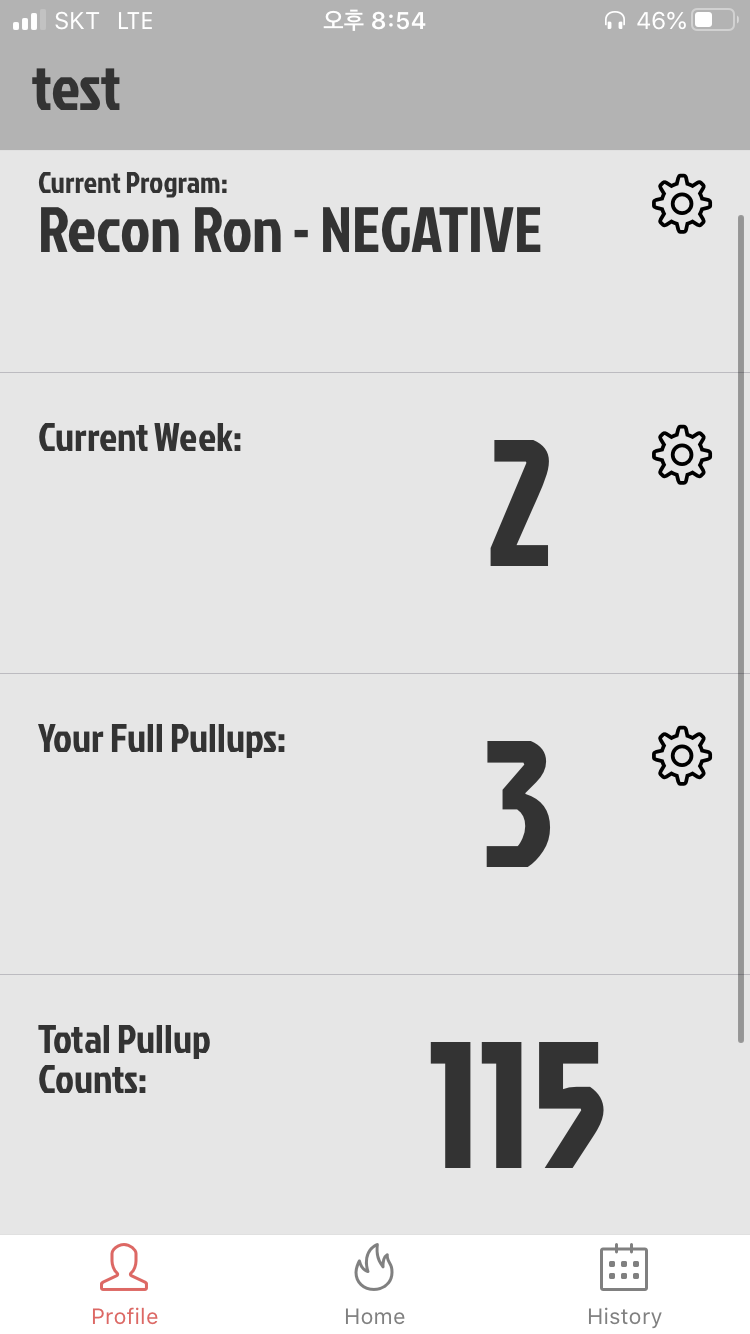 SKT LTE 오후 8:54 46%
test
Current Program:
Recon Ron - NEGATIVE
Current Week:
2
Your Full Pullups:
3
Total Pullup
Counts:
115
Profile Home History